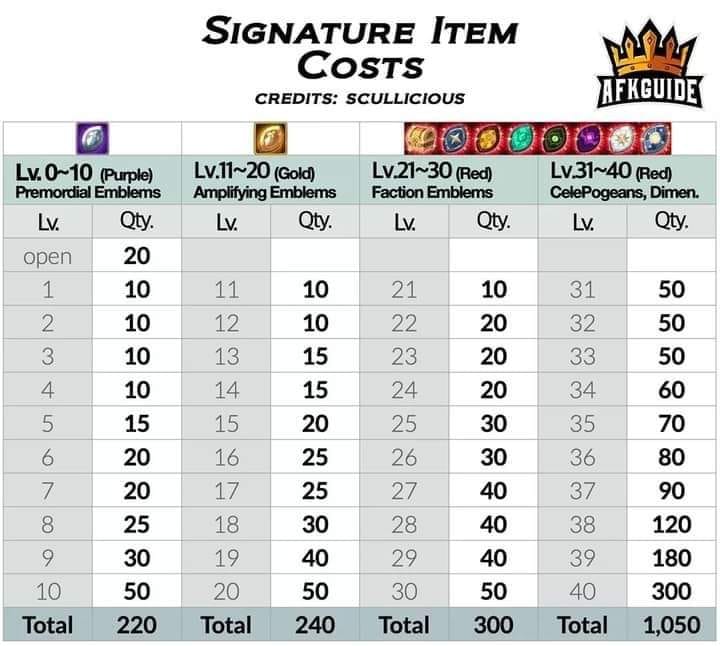 SIGNATURE ITEM
COSTS
CREDITS: SCULLICIOUS
AFKGUIDE
Lv. 0~10 (Purple) Lv.11~20 (Gold) Lv.21~30 (Red) Lv.31~40 (Red)
Premordial Emblems Amplifying Emblems Faction Emblems CelePogeans, Dimen.
Lv. Qty. Lv. Qty. Lv. Qty. Lv. Qty.
open 20
1 10 11 10 21 10 31 50
2 10 12 10 22 20 32 50
3 10 13 15 23 20 33 50
4 10 14 15 24 20 34 60
5 15 15 20 25 30 35 70
6 20 16 25 26 30 36 80
7 20 17 25 27 40 37 90
8 25 18 30 28 40 38 120
9 30 19 40 29 40 39 180
10 50 20 50 30 50 40 300
Total 220 Total 240 Total 300 Total 1,050